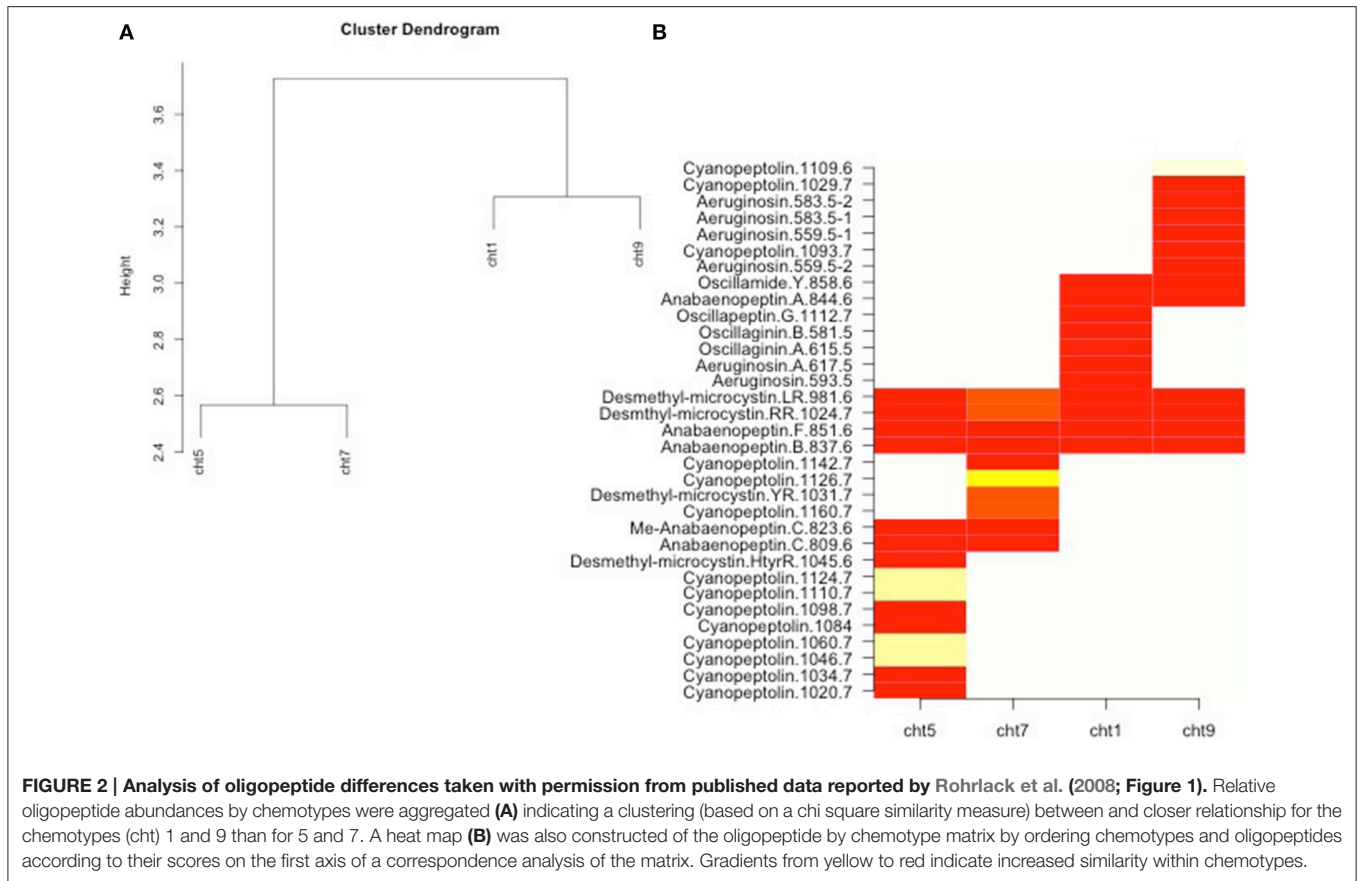 A
Cluster Dendrogram
B
Height
3.6
3.4
3.2
3.0
2.8
2.6
2.4
cht5
cht7
cht1
cht9
Cyanopeptolin.1109.6
Cyanopeptolin.1029.7
Aeruginosin.583.5-2
Aeruginosin.583.5-1
Aeruginosin.559.5-1
Cyanopeptolin.1093.7
Aeruginosin.559.5-2
Oscillamide.Y.858.6
Anabaenopeptin.A.844.6
Oscillapeptin.G.1112.7
Oscillaginin.B.581.5
Oscillaginin.A.615.5
Aeruginosin.A.617.5
Aeruginosin.593.5
Desmethyl-microcystin.LR.981.6
Desmthyl-microcystin.RR.1024.7
Anabaenopeptin.F.851.6
Anabaenopeptin.B.837.6
Cyanopeptolin.1142.7
Cyanopeptolin.1126.7
Desmethyl-microcystin.YR.1031.7
Cyanopeptolin.1160.7
Me-Anabaenopeptin.C.823.6
Anabaenopeptin.C.809.6
Desmethyl-microcystin.HtyrR.1045.6
Cyanopeptolin.1124.7
Cyanopeptolin.1110.7
Cyanopeptolin.1098.7
Cyanopeptolin.1084
Cyanopeptolin.1060.7
Cyanopeptolin.1046.7
Cyanopeptolin.1034.7
Cyanopeptolin.1020.7
cht5 cht7 cht1 cht9
FIGURE 2 | Analysis of oligopeptide differences taken with permission from published data reported by Rohrlack et al. (2008; Figure 1). Relative
oligopeptide abundances by chemotypes were aggregated (A) indicating a clustering (based on a chi square similarity measure) between and closer relationship for the
chemotypes (cht) 1 and 9 than for 5 and 7. A heat map (B) was also constructed of the oligopeptide by chemotype matrix by ordering chemotypes and oligopeptides
according to their scores on the first axis of a correspondence analysis of the matrix. Gradients from yellow to red indicate increased similarity within chemotypes.